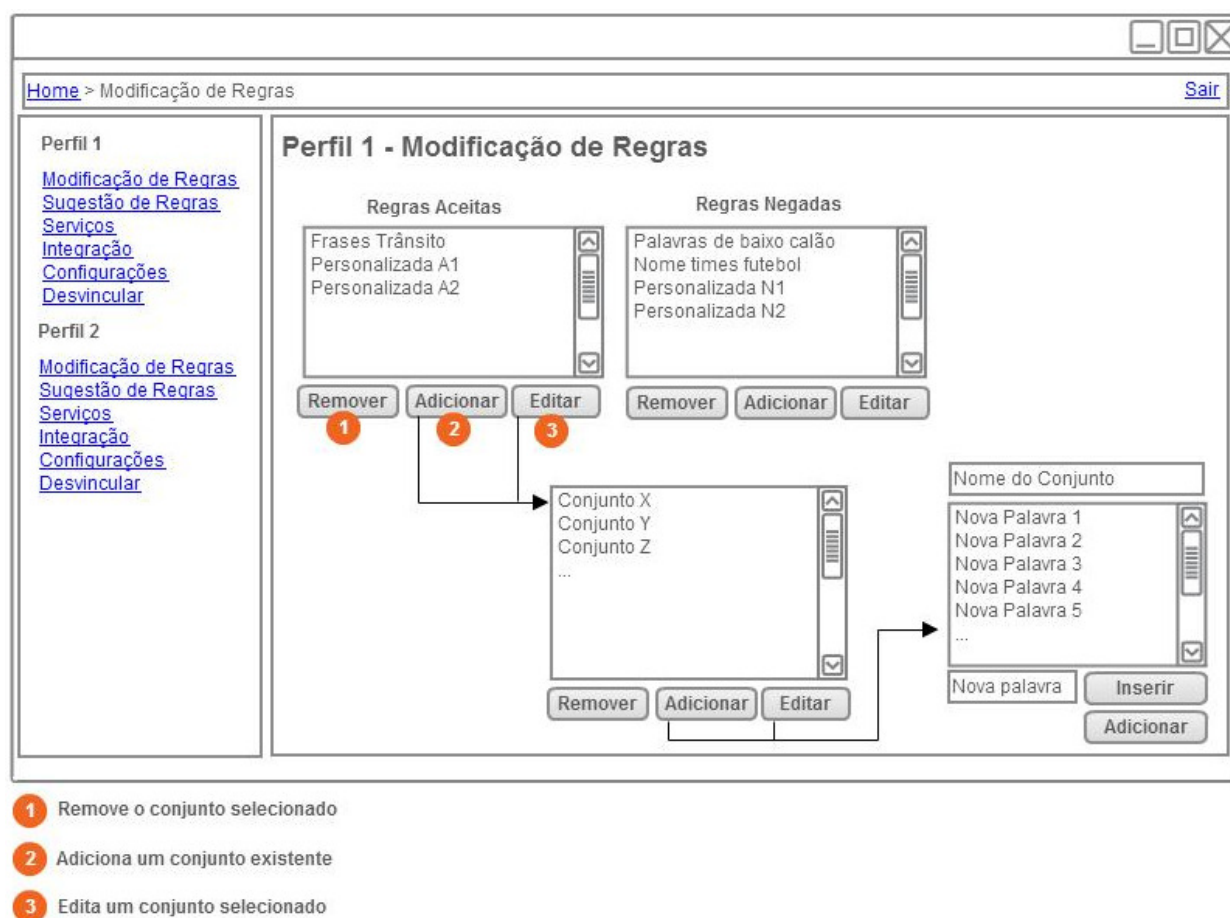 Home > Modificação de Regras
Sair
Perfil 1
Modificação de Regras
Sugestão de Regras
Serviços
Integração
Configurações
Desvincular
Perfil 2
Modificação de Regras
Sugestão de Regras
Serviços
Integração
Configurações
Desvincular
Perfil 1 - Modificação de Regras
Regras Aceitas
Frases Trânsito
Personalizada A1
Personalizada A2
Remover Adicionar Editar
1 2 3
Regras Negadas
Palavras de baixo calão
Nome times futebol
Personalizada N1
Personalizada N2
Remover Adicionar Editar
Conjunto X
Conjunto Y
Conjunto Z
...
Remover Adicionar Editar
Nome do Conjunto
Nova Palavra 1
Nova Palavra 2
Nova Palavra 3
Nova Palavra 4
Nova Palavra 5
...
Nova palavra Inserir
Adicionar
1 Remove o conjunto selecionado
2 Adiciona um conjunto existente
3 Edita um conjunto selecionado